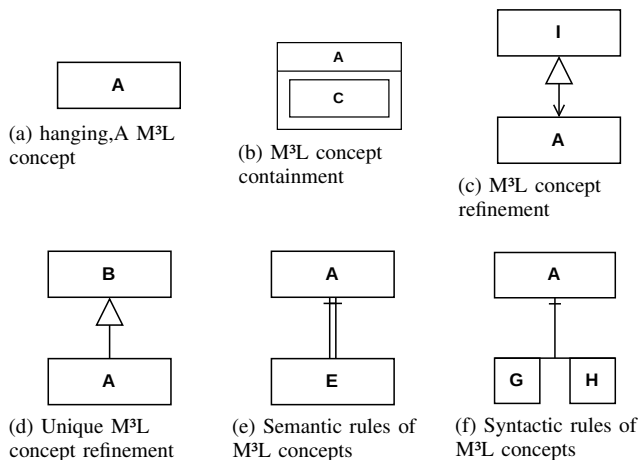 A
(a) hanging,A M³L
concept
A
C
(b) M³L concept
containment
I
A
(c) M³L concept
refinement
B
A
(d) Unique M³L
concept refinement
A
E
(e) Semantic rules of
M³L concepts
A
G H
(f) Syntactic rules of
M³L concepts